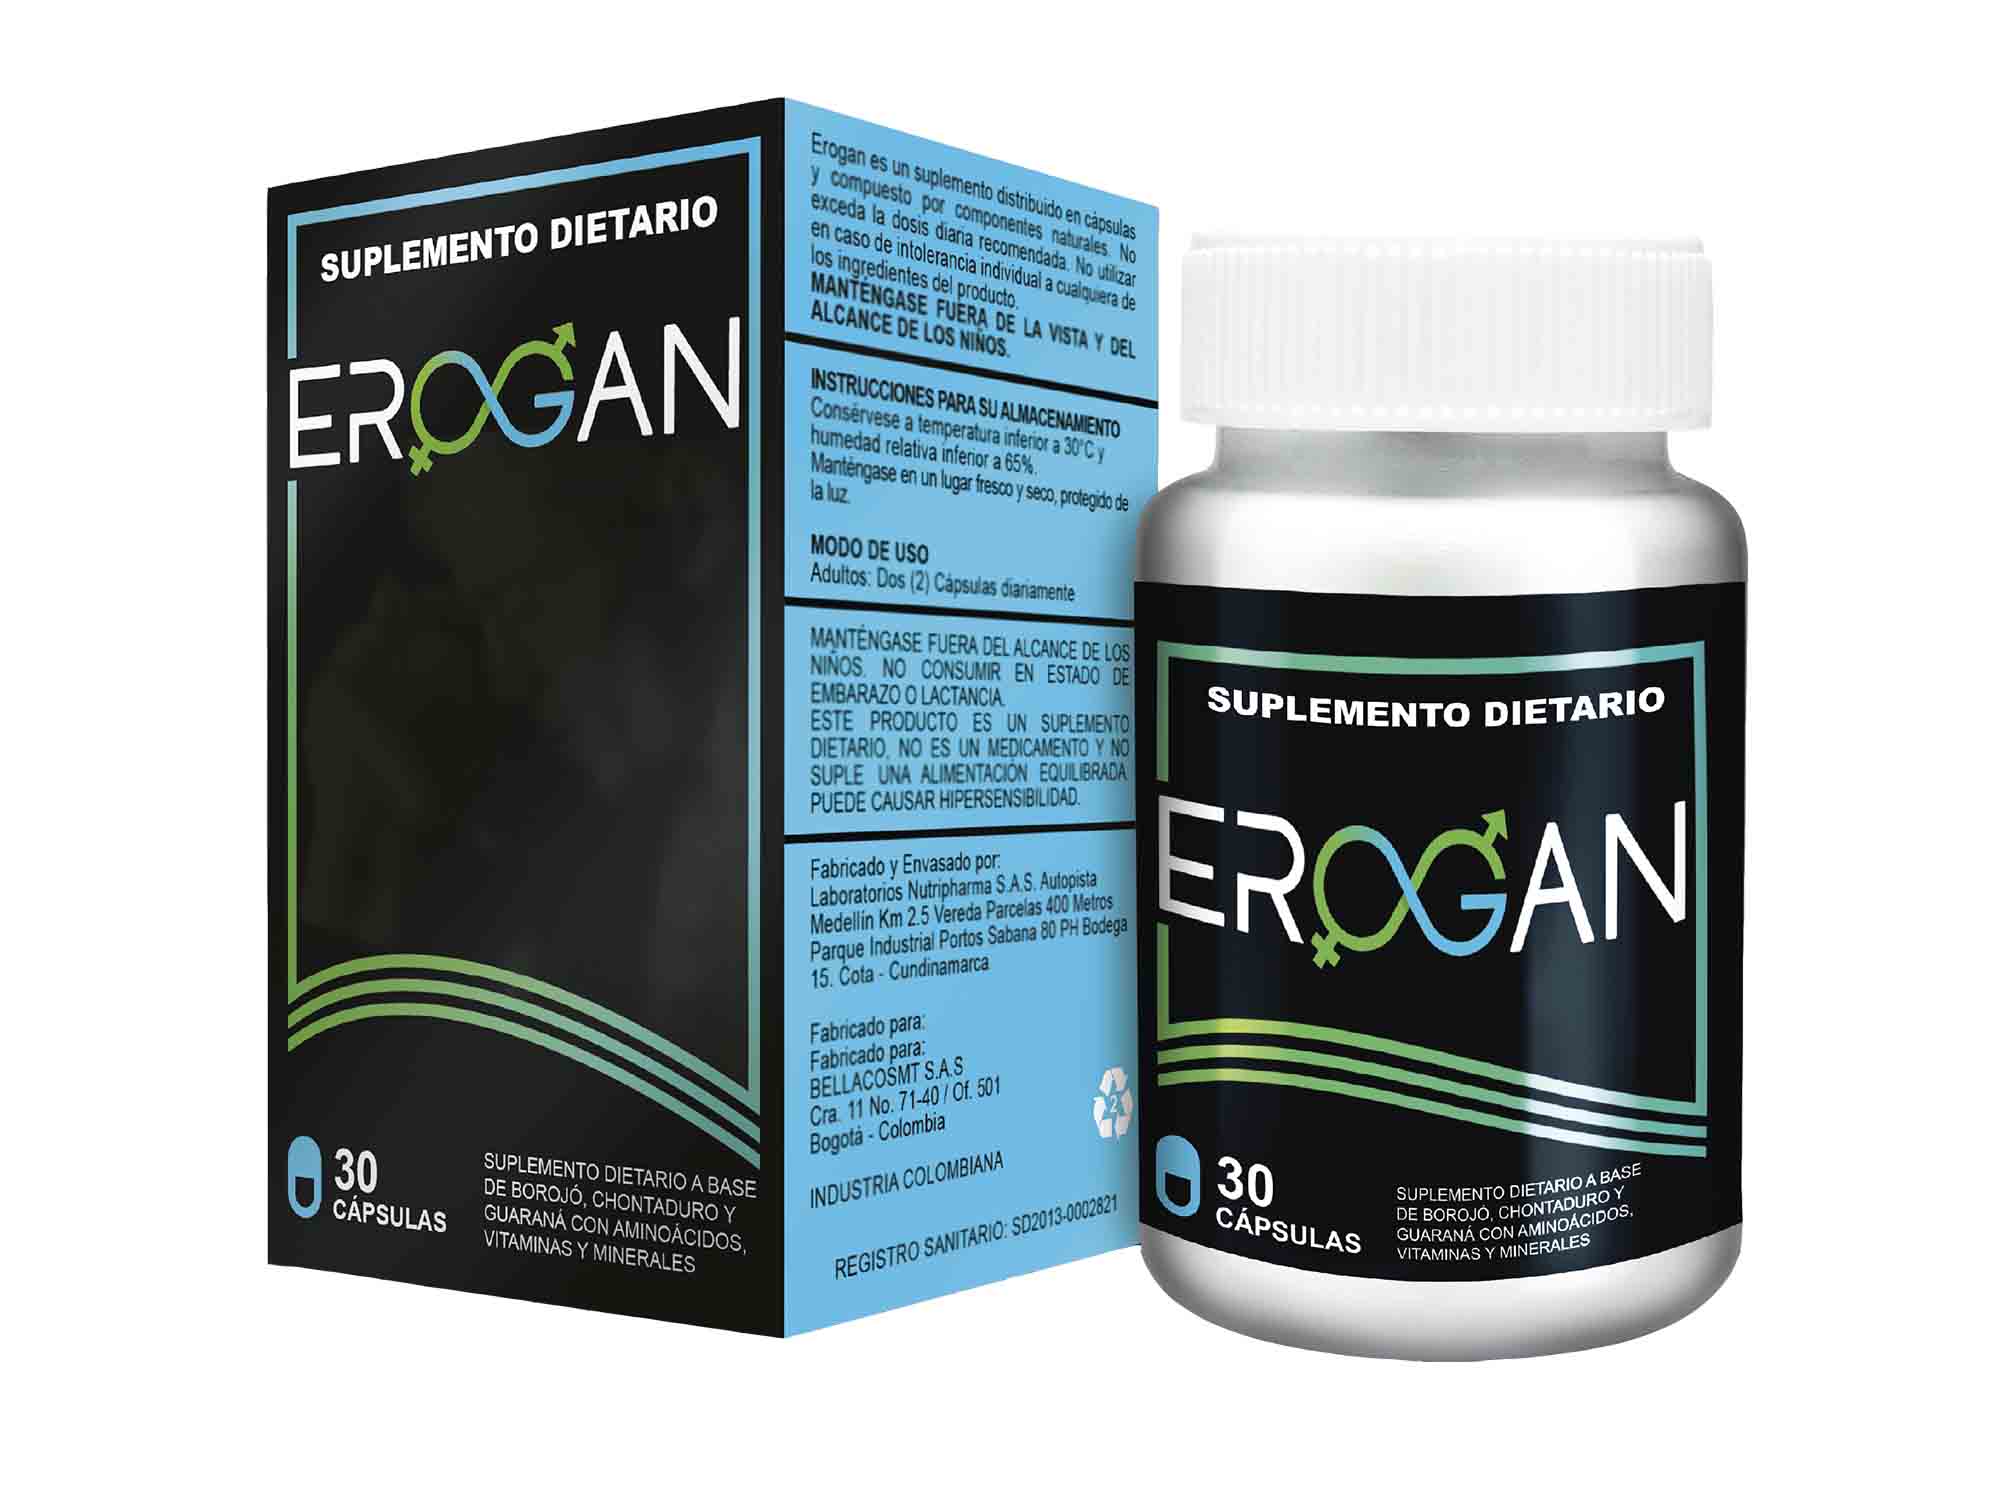 SUPLEMENTO DIETARIO
EROGAN
30
CÁPSULAS
SUPLEMENTO DIETARIO A BASE
DE BOROJÓ, CHONTADURO Y
GUARANÁ CON AMINOÁCIDOS,
VITAMINAS Y MINERALES
Erogan es un suplemento distribuido en cápsulas
y compuesto por componentes naturales. No
exceda la dosis diaria recomendada. No utilizar
en caso de intolerancia individual a cualquiera de
los ingredientes del producto.
MANTÉNGASE FUERA DE LA VISTA Y DEL
ALCANCE DE LOS NIÑOS.
INSTRUCCIONES PARA SU ALMACENAMIENTO
Consérvese a temperatura inferior a 30°C y
humedad relativa inferior a 65%.
Manténgase en un lugar fresco y seco, protegido de
la luz.
MODO DE USO
Adultos: Dos (2) Cápsulas diariamente
MANTÉNGASE FUERA DEL ALCANCE DE LOS
NIÑOS. NO CONSUMIR EN ESTADO DE
EMBARAZO O LACTANCIA.
ESTE PRODUCTO ES UN SUPLEMENTO
DIETARIO, NO ES UN MEDICAMENTO Y NO
SUPLE UNA ALIMENTACIÓN EQUILIBRADA.
PUEDE CAUSAR HIPERSENSIBILIDAD.
Fabricado y Envasado por:
Laboratorios Nutripharma S.A.S. Autopista
Medellín Km 2.5 Vereda Parcelas 400 Metros
Parque Industrial Portos Sabana 80 PH Bodega
15. Cota - Cundinamarca
Fabricado para:
Fabricado para:
BELLACOSMT S.A.S
Cra. 11 No. 71-40 / Of. 501
Bogotá - Colombia
2
INDUSTRIA COLOMBIANA
REGISTRO SANITARIO: SD2013-0002821
SUPLEMENTO DIETARIO
EROGAN
30
CÁPSULAS
SUPLEMENTO DIETARIO A BASE
DE BOROJÓ, CHONTADURO Y
GUARANÁ CON AMINOÁCIDOS,
VITAMINAS Y MINERALES